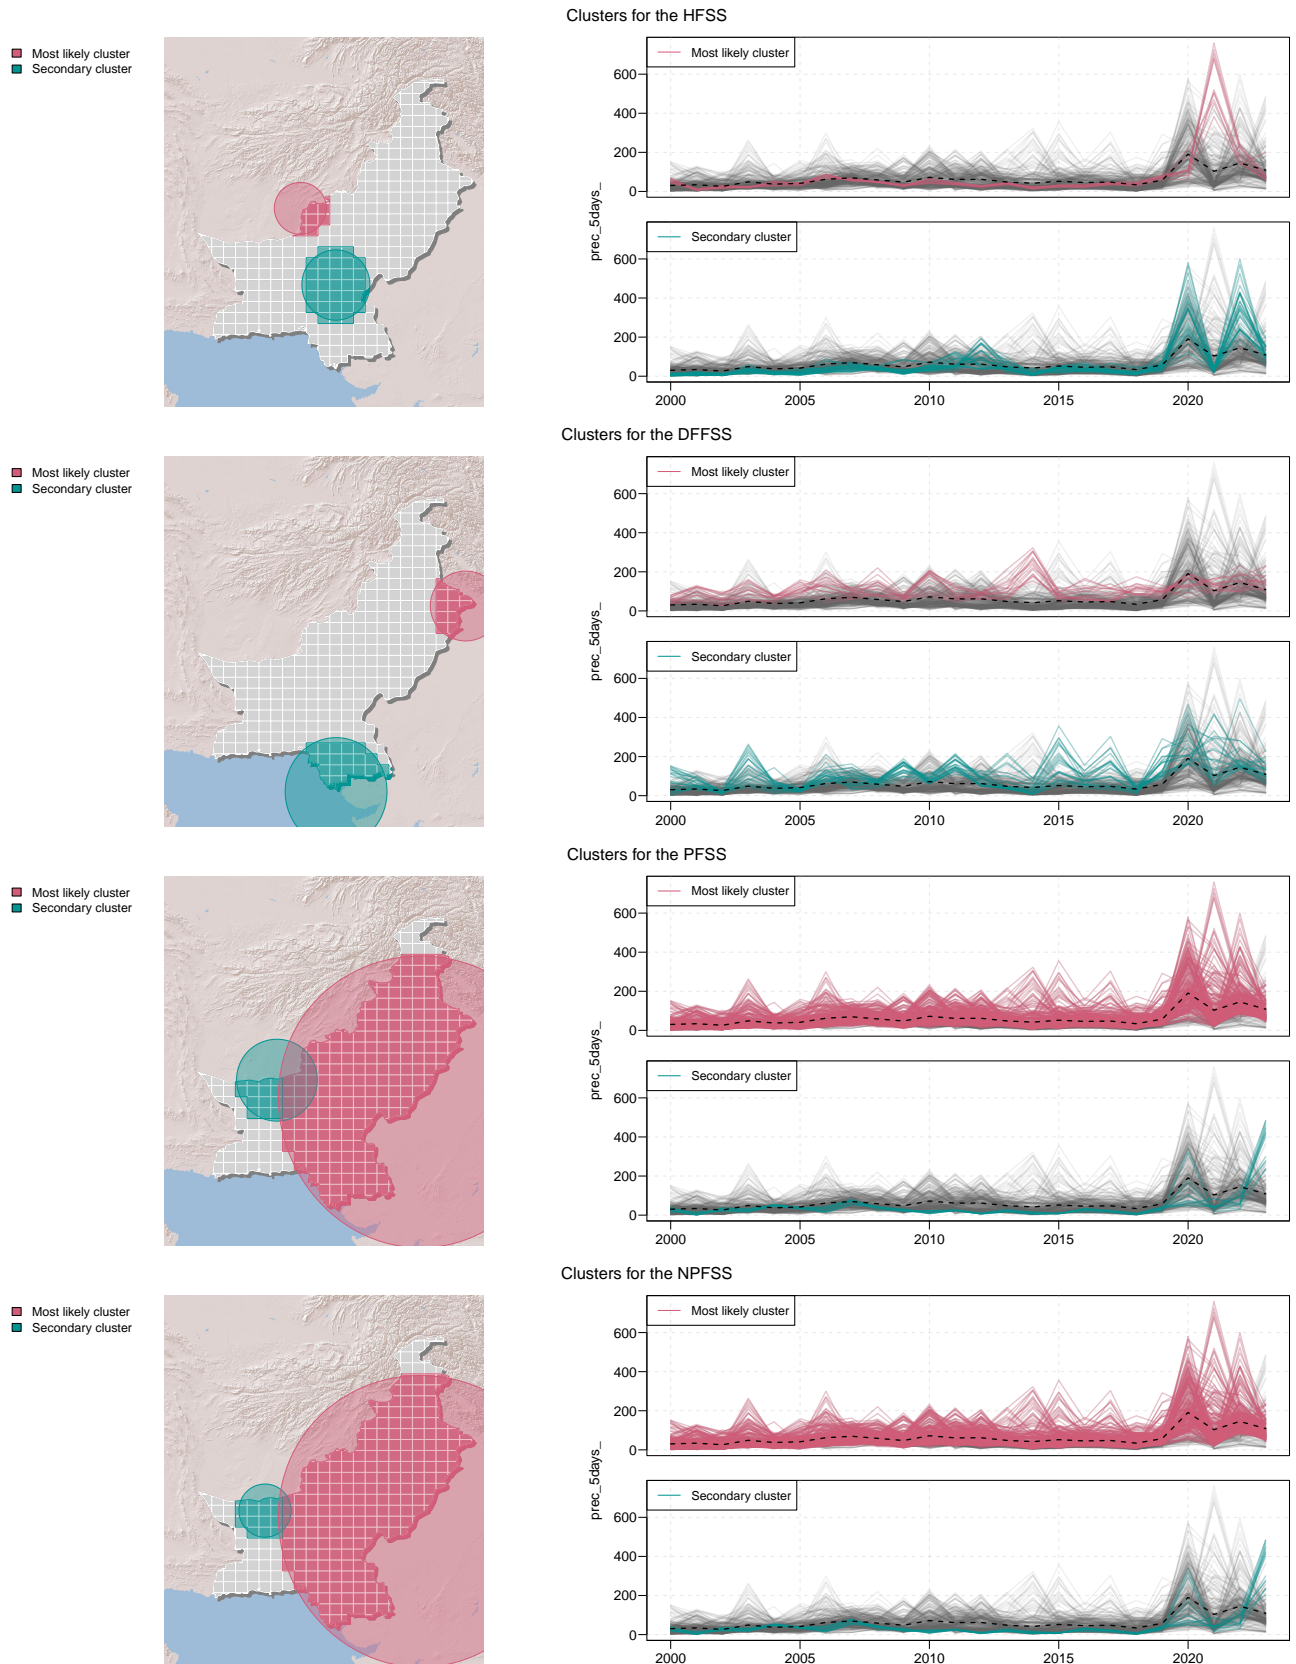 Clusters for the HFSS
Most likely cluster
Secondary cluster
prec_5days_
Most likely cluster
600
400
200
0
Secondary cluster
600
400
200
0
2000 2005 2010 2015 2020
Clusters for the DFFSS
Most likely cluster
Secondary cluster
prec_5days_
Most likely cluster
600
400
200
0
Secondary cluster
600
400
200
0
2000 2005 2010 2015 2020
Clusters for the PFSS
Most likely cluster
Secondary cluster
prec_5days_
Most likely cluster
600
400
200
0
Secondary cluster
600
400
200
0
2000 2005 2010 2015 2020
Clusters for the NPFSS
Most likely cluster
Secondary cluster
prec_5days_
Most likely cluster
600
400
200
0
Secondary cluster
600
400
200
0
2000 2005 2010 2015 2020